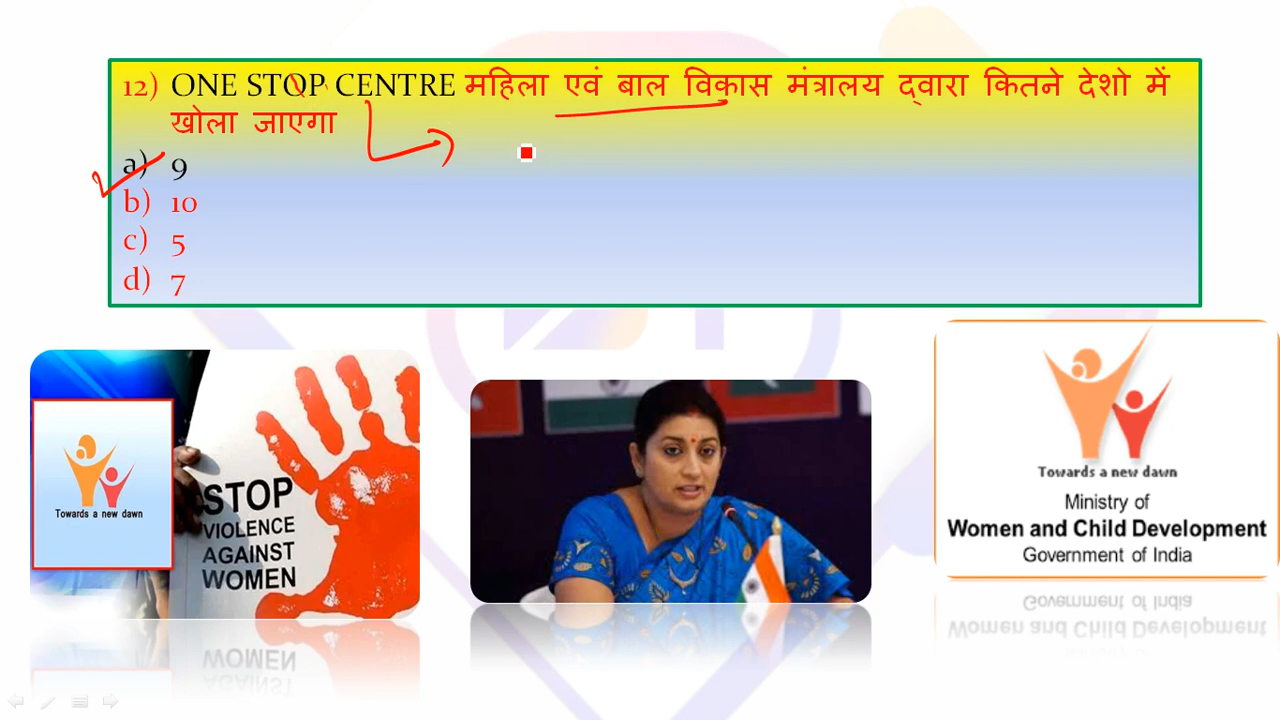 12) ONE STOP CENTRE महिला एवं बाल विकास मंत्रालय द्वारा कितने देशो में
खोला जाएगा
a) 9
b) 10
c) 5
d) 7
Towards a new dawn
STOP
VIOLENCE
AGAINST
WOMEN
Towards a new dawn
Ministry of
Women and Child Development
Government of India